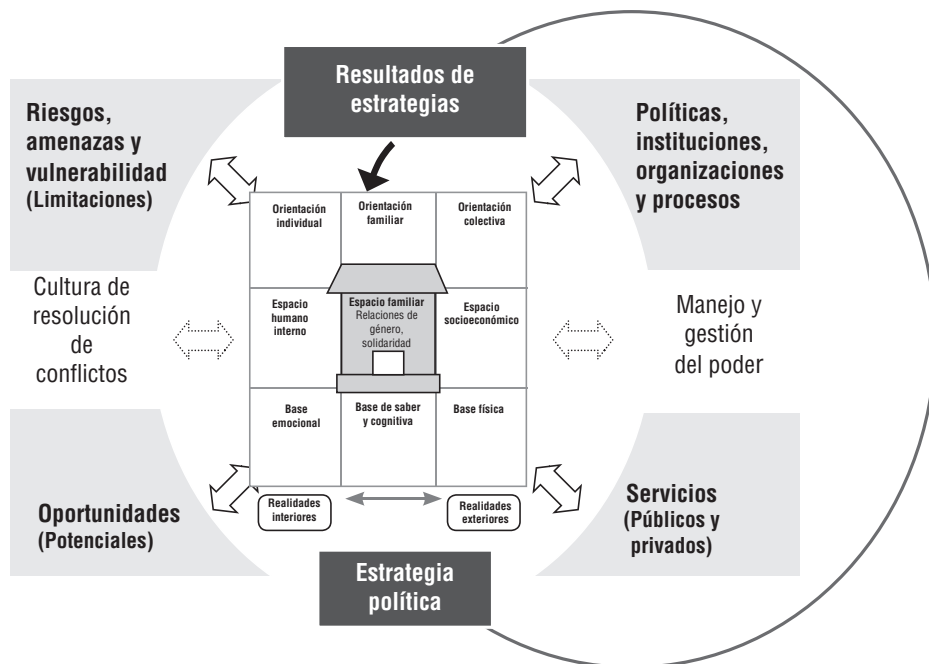 Resultados de
estrategias
Riesgos,
amenazas y
vulnerabilidad
(Limitaciones)
Políticas,
instituciones,
organizaciones
y procesos
Orientación
individual
Orientación
familiar
Orientación
colectiva
Cultura de
resolución
de
conflictos
Espacio
humano
interno
Espacio familiar
Relaciones de
género,
solidaridad
Espacio
socioeconómico
Manejo y
gestión
del poder
Base
emocional
Base de saber
y cognitiva
Base física
Oportunidades
(Potenciales)
Realidades
interiores
Realidades
exteriores
Servicios
(Públicos y
privados)
Estrategia
política